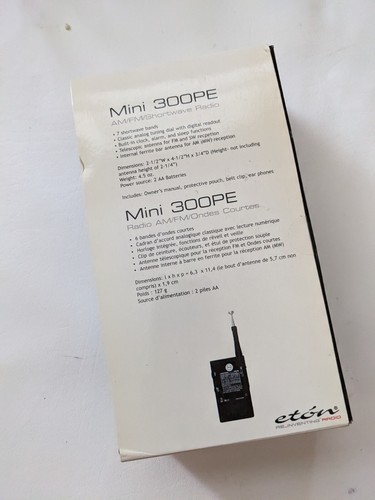 Mini 300PE
AM/FM/Shortwave Radio
• 7 shortwave bands
• Classic analog tuning dial with digital readout
• Built-in clock, alarm, and sleep functions
• Telescopic antenna for FM and SW recpetion
• Internal ferrite bar antenna for AM (MW) reception
Dimensions: 2-1/2"W x 4-1/2"H x 3/4"D (Height- not including
antenna height of 2-1/4")
Weight: 4.5 oz.
Power source: 2 AA Batteries
Includes: Owner's manual, protective pouch, belt clip, ear phones
Mini 300PE
Radio AM/FM/Ondes Courtes
• 6 bandes d'ondes courtes
• Cadran d'accord analogique classique avec lecture numérique
• Horloge intégrée, fonctions de réveil et veille
• Clip de ceinture, écouteurs, et étui de protection souple
• Antenne télescopique pour la réception FM et Ondes courtes
• Antenne interne à barre en ferrite pour la réception AM (MW)
Dimensions: l x h x p = 6,3 x 11,4 (le bout d'antenne de 5,7 cm non
compris) x 1,9 cm
Poids : 127 g
Source d'alimentation : 2 piles AA
etón
RE_INVENTING RADIO